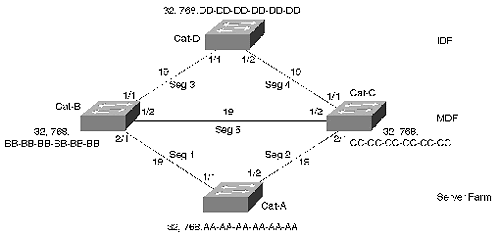 32, 768.DD-DD-DD-DD-DD-DD
Cat-D
IDF
1/1
1/2
19
19
Seg 3
Seg 4
Cat-B
1/1
1/1
Cat-C
1/2
19
1/2
MDF
Seg 5
32, 768.
BB-BB-BB-BB-BB-BB
2/1
2/1
32, 768.
CC-CC-CC-CC-CC-CC
Seg 1
Seg 2
19
19
1/1
1/2
Cat-A
Server Farm
32, 768.AA-AA-AA-AA-AA-AA